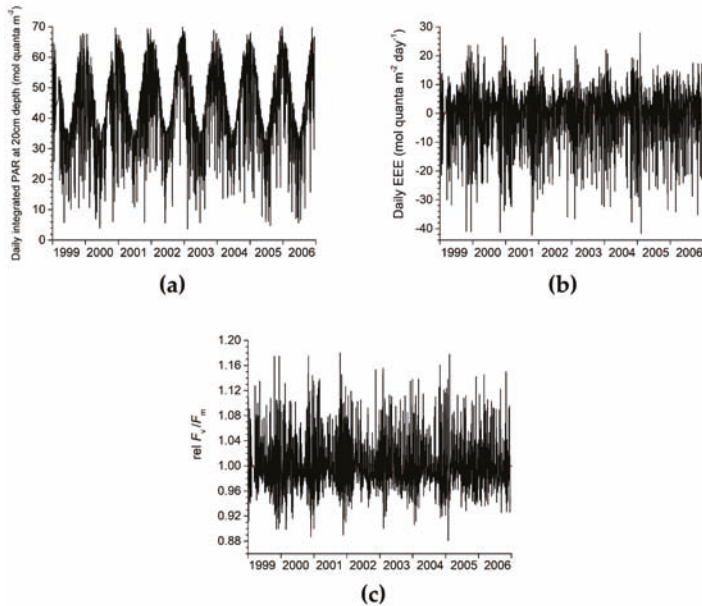 Daily integrated PAR at 20cm depth (mol quanta m⁻²)
70
60
50
40
30
20
10
0
1999 2000 2001 2002 2003 2004 2005 2006
(a)
Daily EEE (mol quanta m⁻² day⁻¹)
30
20
10
0
-10
-20
-30
-40
1999 2000 2001 2002 2003 2004 2005 2006
(b)
rel Fᵥ/Fₘ
1.20
1.16
1.12
1.08
1.04
1.00
0.96
0.92
0.88
1999 2000 2001 2002 2003 2004 2005 2006
(c)